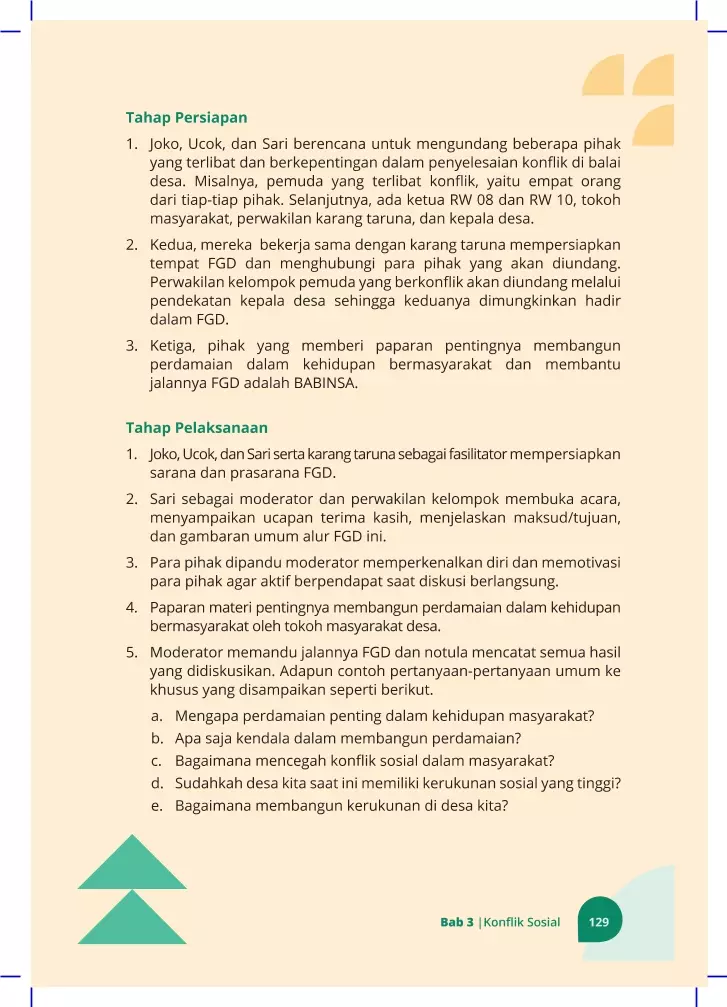 Tahap Persiapan
1. Joko, Ucok, dan Sari berencana untuk mengundang beberapa pihak
yang terlibat dan berkepentingan dalam penyelesaian konflik di balai
desa. Misalnya, pemuda yang terlibat konflik, yaitu empat orang
dari tiap-tiap pihak. Selanjutnya, ada ketua RW 08 dan RW 10, tokoh
masyarakat, perwakilan karang taruna, dan kepala desa.
2. Kedua, mereka bekerja sama dengan karang taruna mempersiapkan
tempat FGD dan menghubungi para pihak yang akan diundang.
Perwakilan kelompok pemuda yang berkonflik akan diundang melalui
pendekatan kepala desa sehingga keduanya dimungkinkan hadir
dalam FGD.
3. Ketiga, pihak yang memberi paparan pentingnya membangun
perdamaian dalam kehidupan bermasyarakat dan membantu
jalannya FGD adalah BABINSA.
Tahap Pelaksanaan
1. Joko, Ucok, dan Sari serta karang taruna sebagai fasilitator mempersiapkan
sarana dan prasarana FGD.
2. Sari sebagai moderator dan perwakilan kelompok membuka acara,
menyampaikan ucapan terima kasih, menjelaskan maksud/tujuan,
dan gambaran umum alur FGD ini.
3. Para pihak dipandu moderator memperkenalkan diri dan memotivasi
para pihak agar aktif berpendapat saat diskusi berlangsung.
4. Paparan materi pentingnya membangun perdamaian dalam kehidupan
bermasyarakat oleh tokoh masyarakat desa.
5. Moderator memandu jalannya FGD dan notula mencatat semua hasil
yang didiskusikan. Adapun contoh pertanyaan-pertanyaan umum ke
khusus yang disampaikan seperti berikut.
a. Mengapa perdamaian penting dalam kehidupan masyarakat?
b. Apa saja kendala dalam membangun perdamaian?
c. Bagaimana mencegah konflik sosial dalam masyarakat?
d. Sudahkah desa kita saat ini memiliki kerukunan sosial yang tinggi?
e. Bagaimana membangun kerukunan di desa kita?
Bab 3 |Konflik Sosial 129